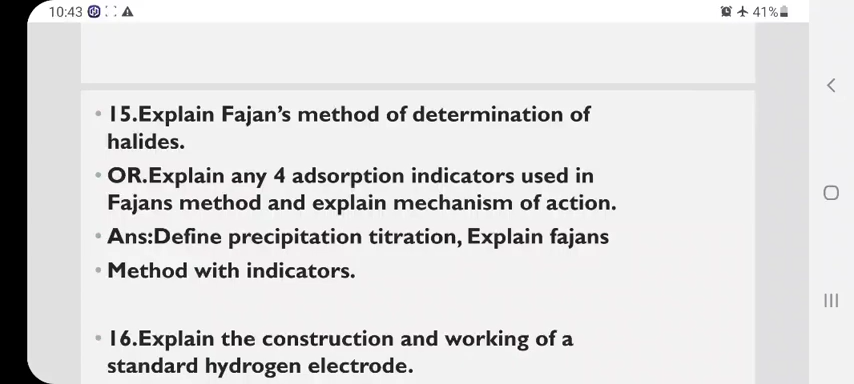 10:43
41%
• 15.Explain Fajan's method of determination of
halides.
• OR.Explain any 4 adsorption indicators used in
Fajans method and explain mechanism of action.
• Ans:Define precipitation titration, Explain fajans
• Method with indicators.
• 16.Explain the construction and working of a
standard hydrogen electrode.